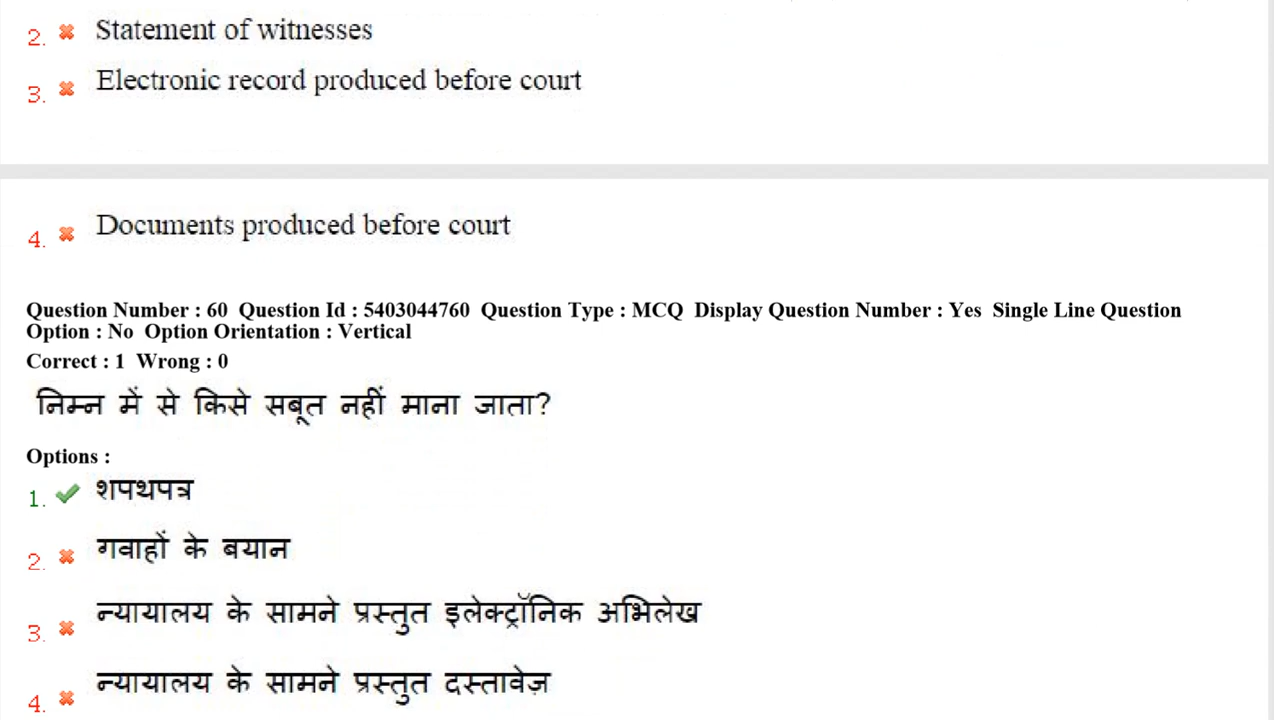 2. Statement of witnesses
3. Electronic record produced before court
4. Documents produced before court
Question Number : 60 Question Id : 5403044760 Question Type : MCQ Display Question Number : Yes Single Line Question
Option : No Option Orientation : Vertical
Correct : 1 Wrong : 0
निम्न में से किसे सबूत नहीं माना जाता?
Options :
1. शपथपत्र
2. गवाहों के बयान
3. न्यायालय के सामने प्रस्तुत इलेक्ट्रॉनिक अभिलेख
4. न्यायालय के सामने प्रस्तुत दस्तावेज़